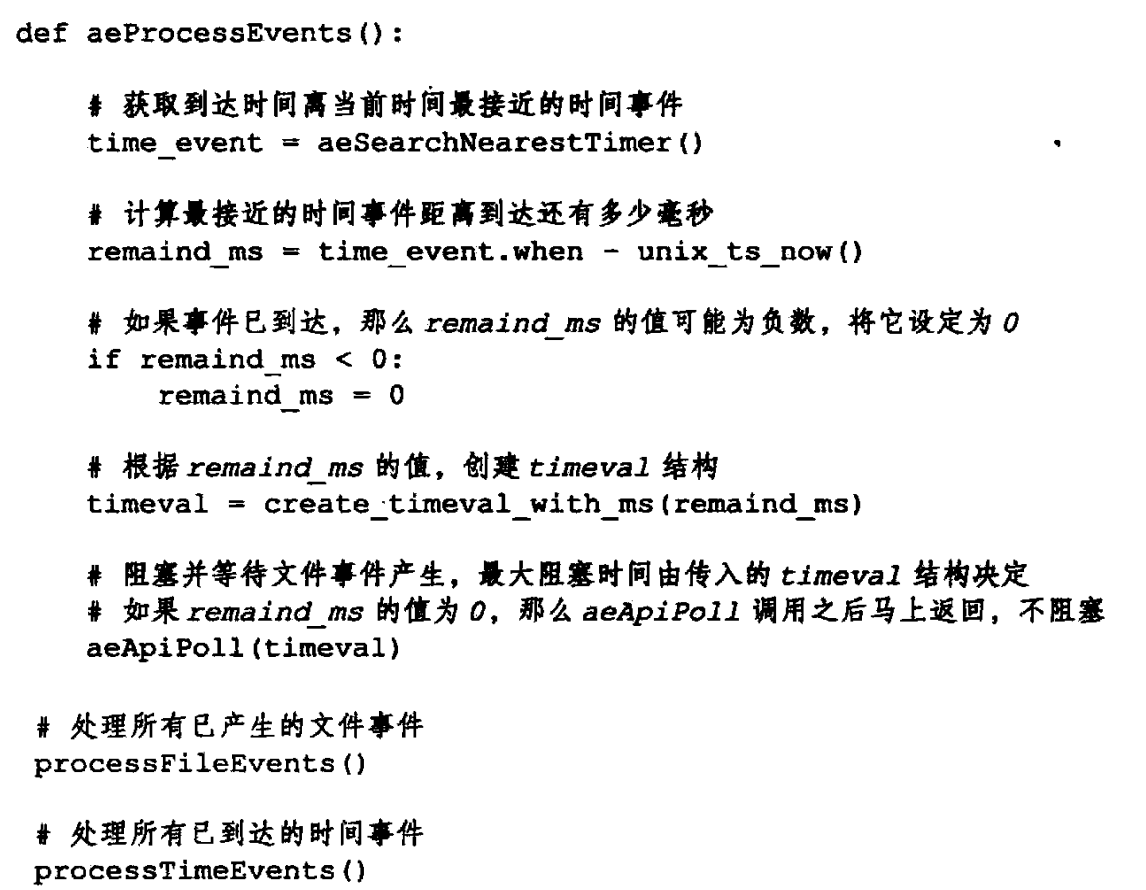 def aeProcessEvents():
# 获取到达时间离当前时间最接近的时间事件
time_event = aeSearchNearestTimer()
# 计算最接近的时间事件距离到达还有多少毫秒
remaind_ms = time_event.when - unix_ts_now()
# 如果事件已到达，那么 remaind_ms 的值可能为负数，将它设定为 0
if remaind_ms < 0:
remaind_ms = 0
# 根据 remaind_ms 的值，创建 timeval 结构
timeval = create_timeval_with_ms(remaind_ms)
# 阻塞并等待文件事件产生，最大阻塞时间由传入的 timeval 结构决定
# 如果 remaind_ms 的值为 0，那么 aeApiPoll 调用之后马上返回，不阻塞
aeApiPoll(timeval)
# 处理所有已产生的文件事件
processFileEvents()
# 处理所有已到达的时间事件
processTimeEvents()